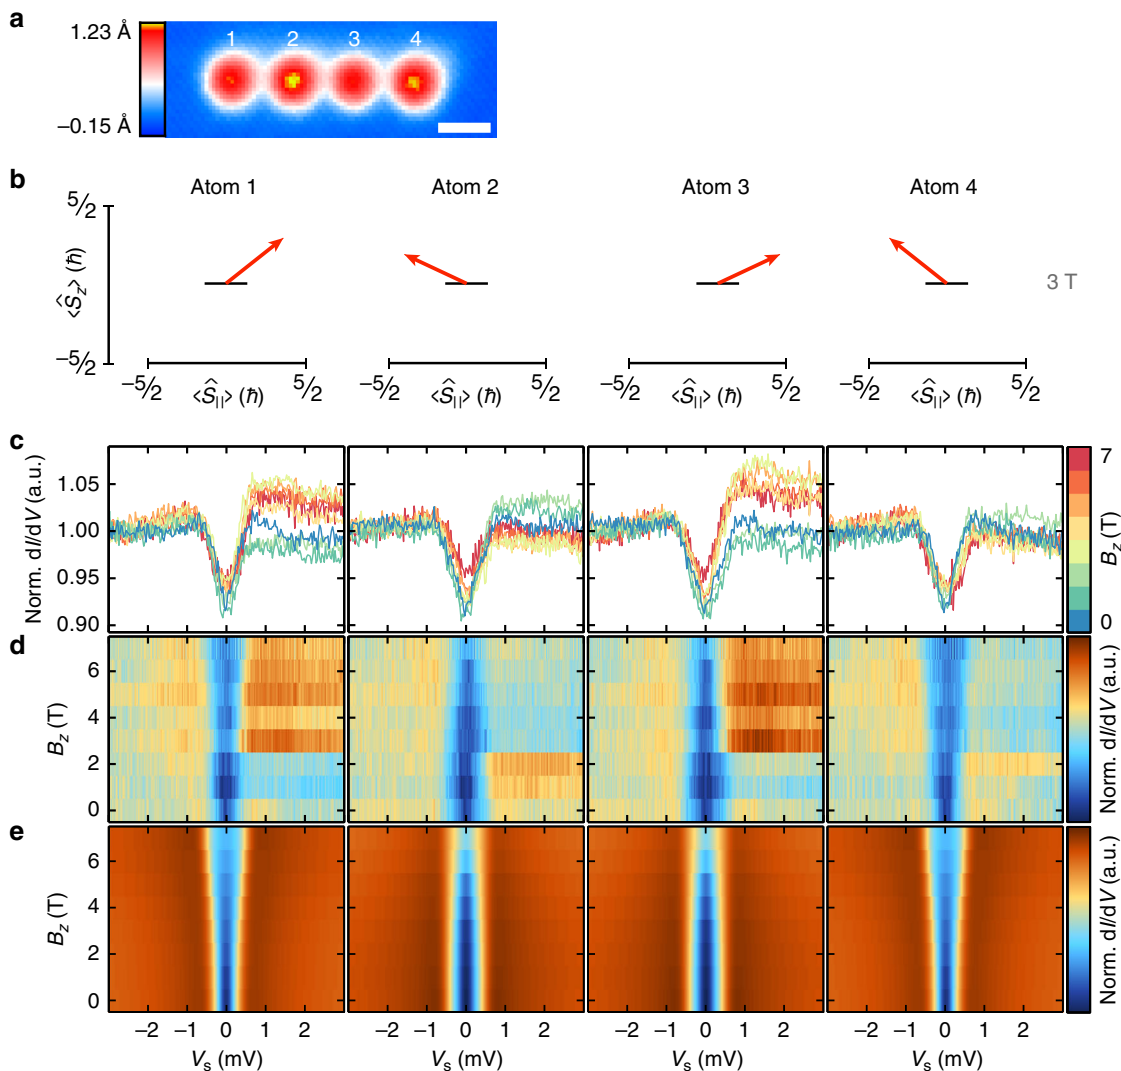 a
1.23 Å
−0.15 Å
1 2 3 4
b
Atom 1 Atom 2 Atom 3 Atom 4
5/2
⟨Ŝz⟩ (ħ)
−5/2
3 T
−5/2 5/2 −5/2 5/2 −5/2 5/2 −5/2 5/2
⟨Ŝ||⟩ (ħ) ⟨Ŝ||⟩ (ħ) ⟨Ŝ||⟩ (ħ) ⟨Ŝ||⟩ (ħ)
c
Norm. dI/dV (a.u.)
1.05
1.00
0.95
0.90
7
Bz (T)
0
d
Bz (T)
6
4
2
0
Norm. dI/dV (a.u.)
e
Bz (T)
6
4
2
0
Norm. dI/dV (a.u.)
−2 −1 0 1 2 −2 −1 0 1 2 −2 −1 0 1 2 −2 −1 0 1 2
Vs (mV) Vs (mV) Vs (mV) Vs (mV)